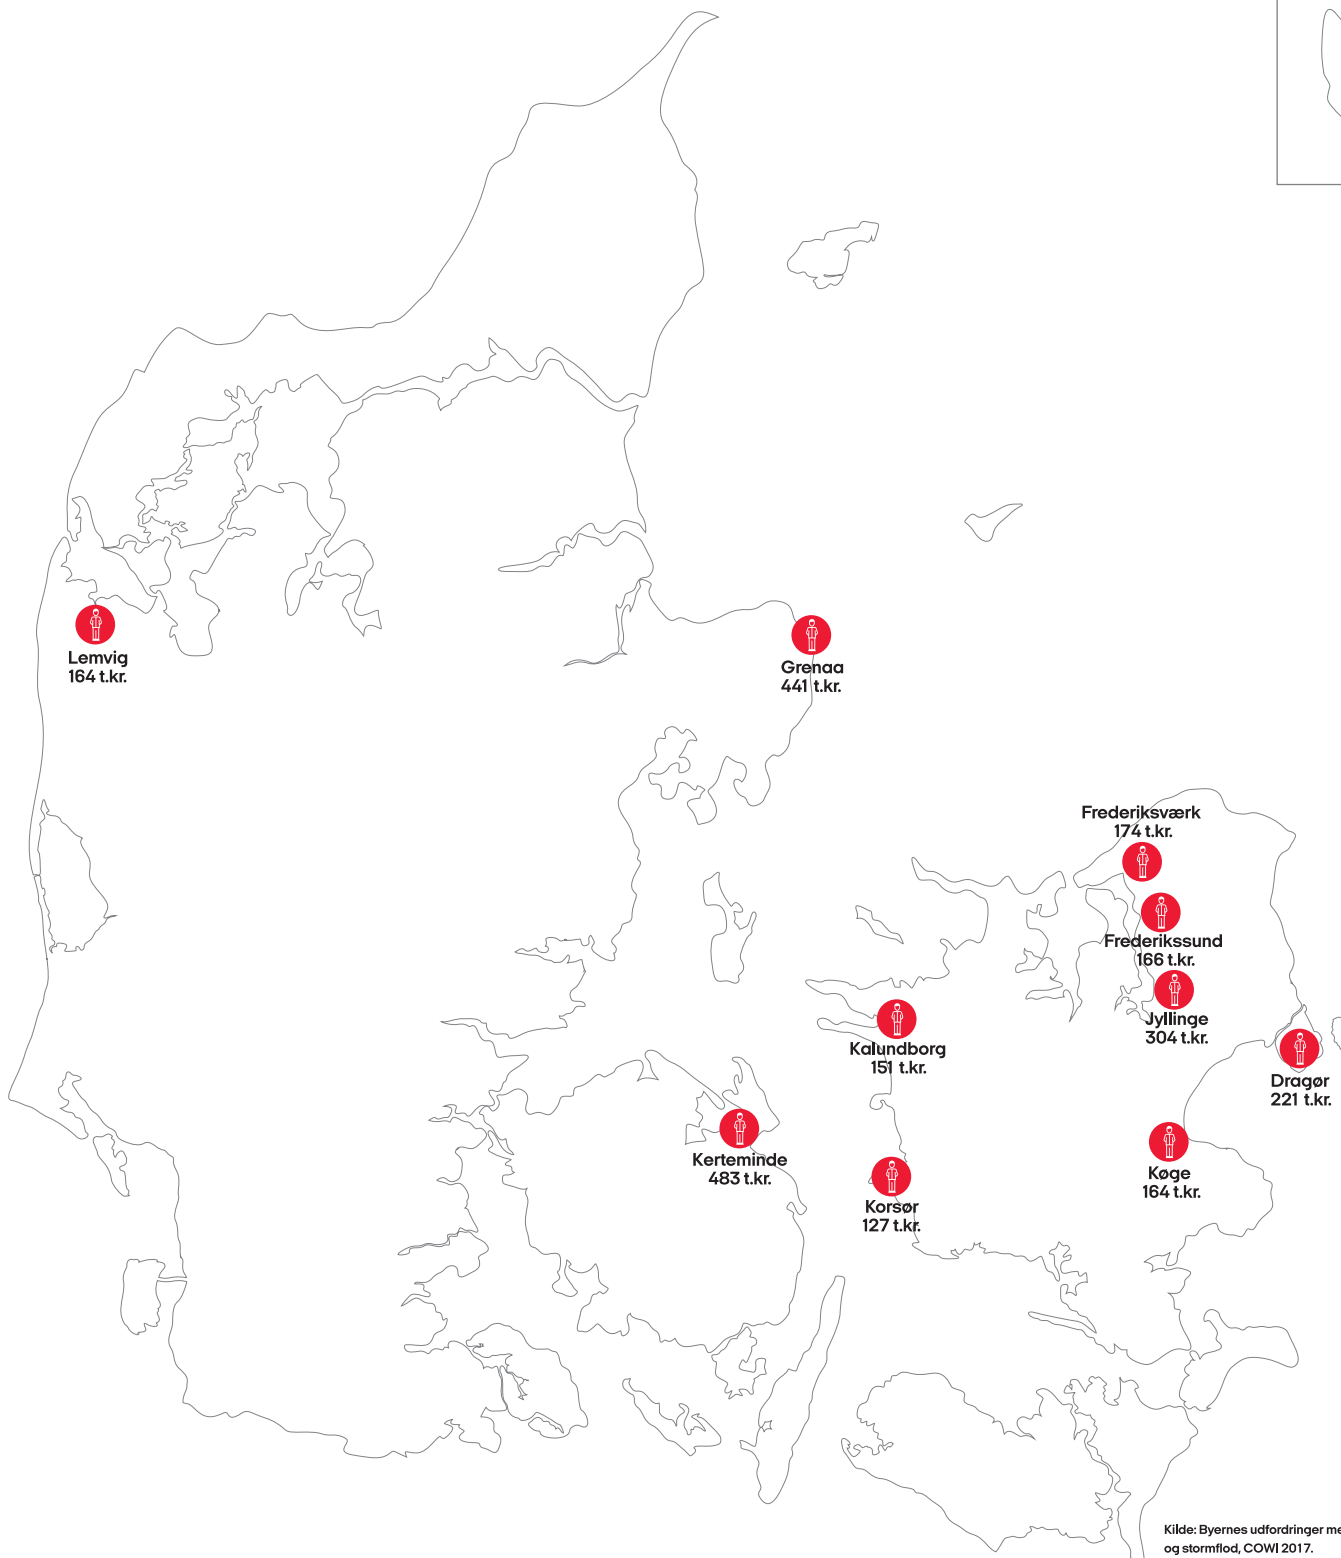 Lemvig
164 t.kr.
Grenaa
441 t.kr.
Frederiksværk
174 t.kr.
Frederikssund
166 t.kr.
Jyllinge
304 t.kr.
Kalundborg
151 t.kr.
Dragør
221 t.kr.
Kerteminde
483 t.kr.
Køge
164 t.kr.
Korsør
127 t.kr.
Kilde: Byernes udfordringer me
og stormflod, COWI 2017.